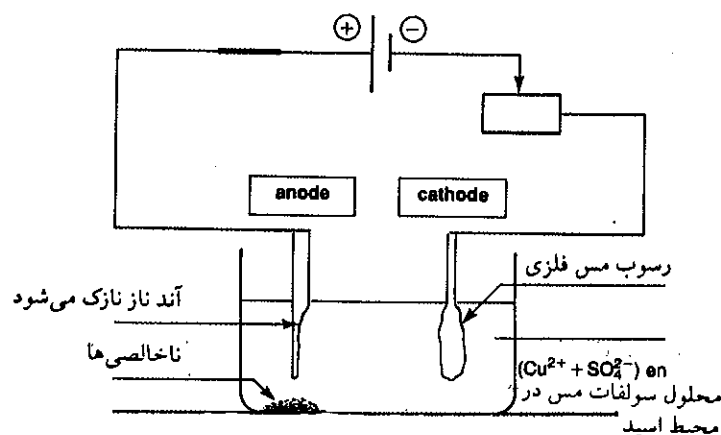 + −
anode
cathode
رسوب مس فلزی
آند ناز نازک می‌شود
ناخالصی‌ها
(Cu²⁺ + SO₄²⁻) en
محلول سولفات مس در
محیط اسید